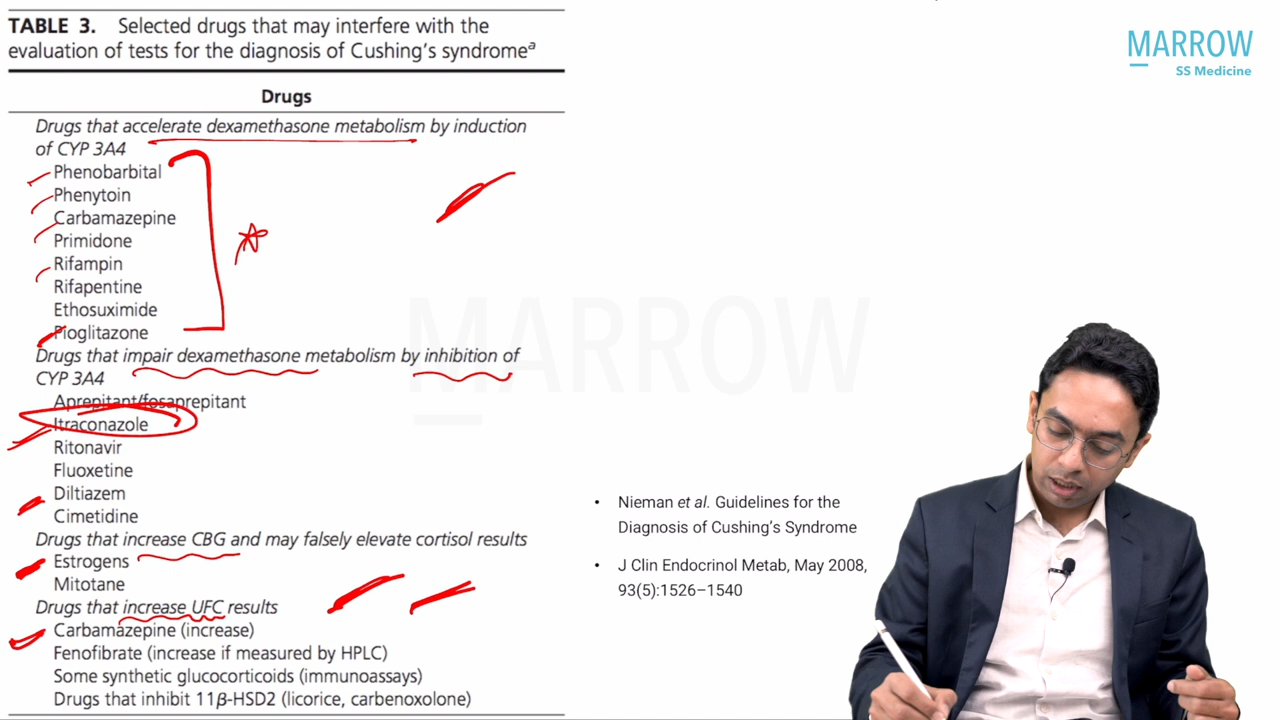 TABLE 3. Selected drugs that may interfere with the
evaluation of tests for the diagnosis of Cushing's syndromeᵃ
Drugs
Drugs that accelerate dexamethasone metabolism by induction
of CYP 3A4
Phenobarbital
Phenytoin
Carbamazepine
Primidone
Rifampin
Rifapentine
Ethosuximide
Pioglitazone
Drugs that impair dexamethasone metabolism by inhibition of
CYP 3A4
Aprepitant/fosaprepitant
Itraconazole
Ritonavir
Fluoxetine
Diltiazem
Cimetidine
Drugs that increase CBG and may falsely elevate cortisol results
Estrogens
Mitotane
Drugs that increase UFC results
Carbamazepine (increase)
Fenofibrate (increase if measured by HPLC)
Some synthetic glucocorticoids (immunoassays)
Drugs that inhibit 11β-HSD2 (licorice, carbenoxolone)
MARROW
SS Medicine
MARROW
• Nieman et al. Guidelines for the
Diagnosis of Cushing's Syndrome
• J Clin Endocrinol Metab, May 2008,
93(5):1526–1540